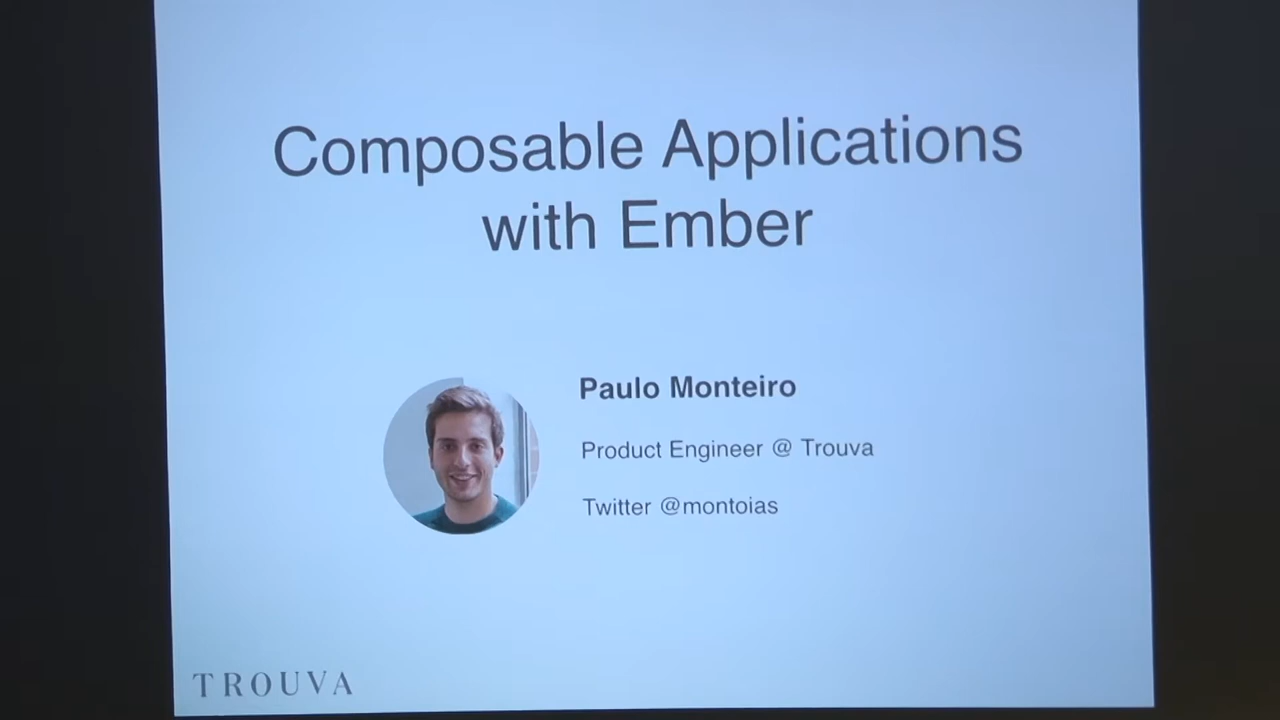 Composable Applications
with Ember
Paulo Monteiro
Product Engineer @ Trouva
Twitter @montoias
TROUVA